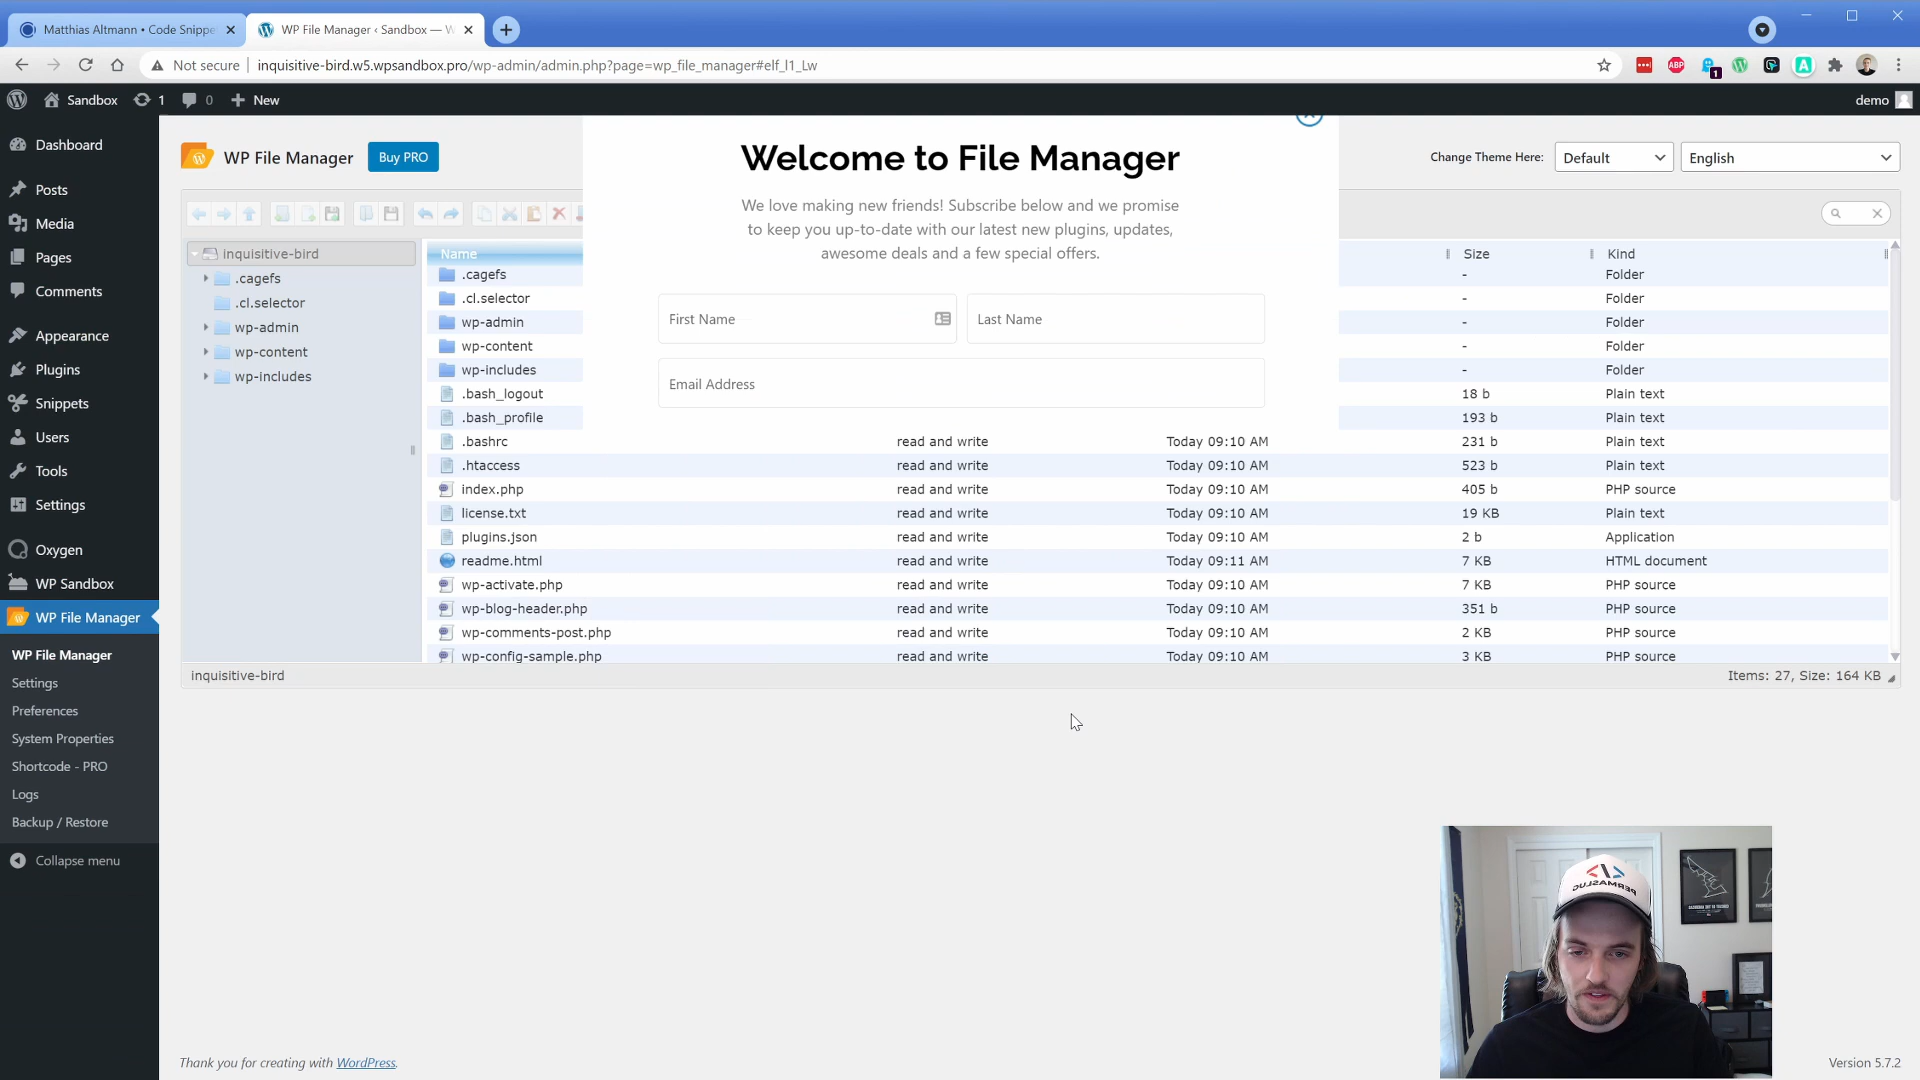 Matthias Altmann • Code Snippe
WP File Manager ‹ Sandbox — W
Not secure
inquisitive-bird.w5.wpsandbox.pro/wp-admin/admin.php?page=wp_file_manager#elf_l1_Lw
ABP
1
A
Sandbox
1
0
New
demo
Dashboard
Posts
Media
Pages
Comments
Appearance
Plugins
Snippets
Users
Tools
Settings
Oxygen
WP Sandbox
WP File Manager
WP File Manager
Settings
Preferences
System Properties
Shortcode - PRO
Logs
Backup / Restore
Collapse menu
WP File Manager
Buy PRO
Change Theme Here:
Default
English
Welcome to File Manager
We love making new friends! Subscribe below and we promise
to keep you up-to-date with our latest new plugins, updates,
awesome deals and a few special offers.
First Name
Last Name
Email Address
inquisitive-bird
.cagefs
.cl.selector
wp-admin
wp-content
wp-includes
Name Size Kind
.cagefs - Folder
.cl.selector - Folder
wp-admin - Folder
wp-content - Folder
wp-includes - Folder
.bash_logout 18 b Plain text
.bash_profile 193 b Plain text
.bashrc read and write Today 09:10 AM 231 b Plain text
.htaccess read and write Today 09:10 AM 523 b Plain text
index.php read and write Today 09:10 AM 405 b PHP source
license.txt read and write Today 09:10 AM 19 KB Plain text
plugins.json read and write Today 09:10 AM 2 b Application
readme.html read and write Today 09:11 AM 7 KB HTML document
wp-activate.php read and write Today 09:10 AM 7 KB PHP source
wp-blog-header.php read and write Today 09:10 AM 351 b PHP source
wp-comments-post.php read and write Today 09:10 AM 2 KB PHP source
wp-config-sample.php read and write Today 09:10 AM 3 KB PHP source
inquisitive-bird
Items: 27, Size: 164 KB
Thank you for creating with WordPress.
Version 5.7.2